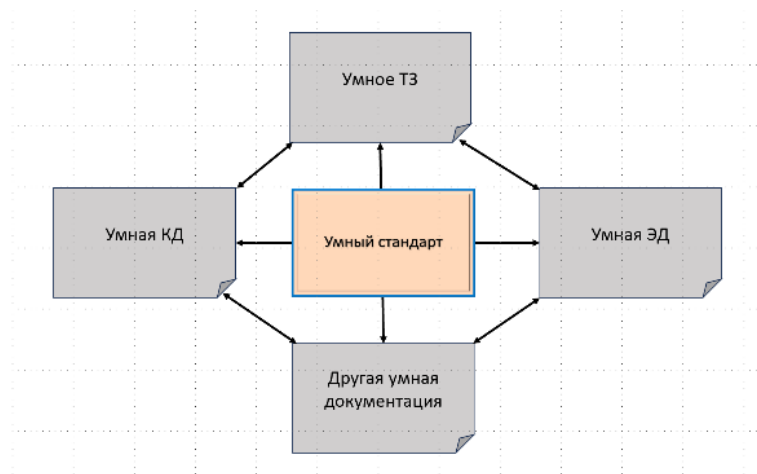 Умное ТЗ
Умная КД
Умный стандарт
Умная ЭД
Другая умная
документация